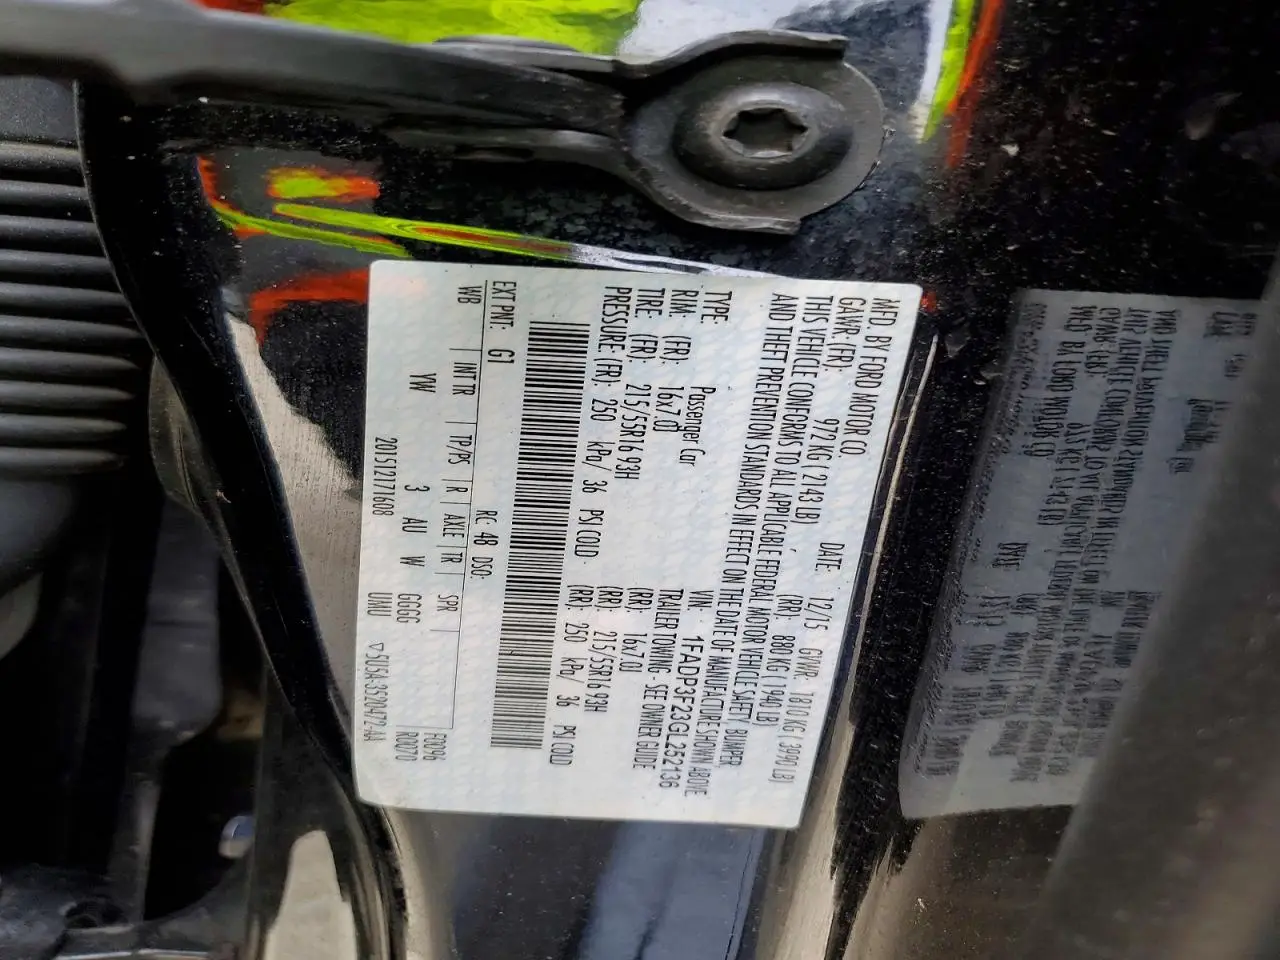 MFD. BY FORD MOTOR CO.
DATE: 12/15 GVWR: 1810 KG ( 3990 LB)
GAWR: (FR): 972 KG ( 2143 LB) (RR): 880 KG ( 1940 LB)
THIS VEHICLE CONFORMS TO ALL APPLICABLE FEDERAL MOTOR VEHICLE SAFETY, BUMPER,
AND THEFT PREVENTION STANDARDS IN EFFECT ON THE DATE OF MANUFACTURE SHOWN ABOVE
VIN: 1FADP3F23GL252136
TYPE: Passenger Car TRAILER TOWING - SEE OWNER GUIDE
RIM: (FR): 16x7.0J (RR): 16x7.0J
TIRE: (FR): 215/55R16 93H (RR): 215/55R16 93H
PRESSURE: (FR): 250 kPa/ 36 PSI COLD (RR): 250 kPa/ 36 PSI COLD
EXT PNT: G1 RC: 48 DSO: F0096
WB INT TR TP/PS R AXLE TR SPR R0070
YW 3 AU W GGGG
201512171608 UMU ▽5U5A-3520472-AA